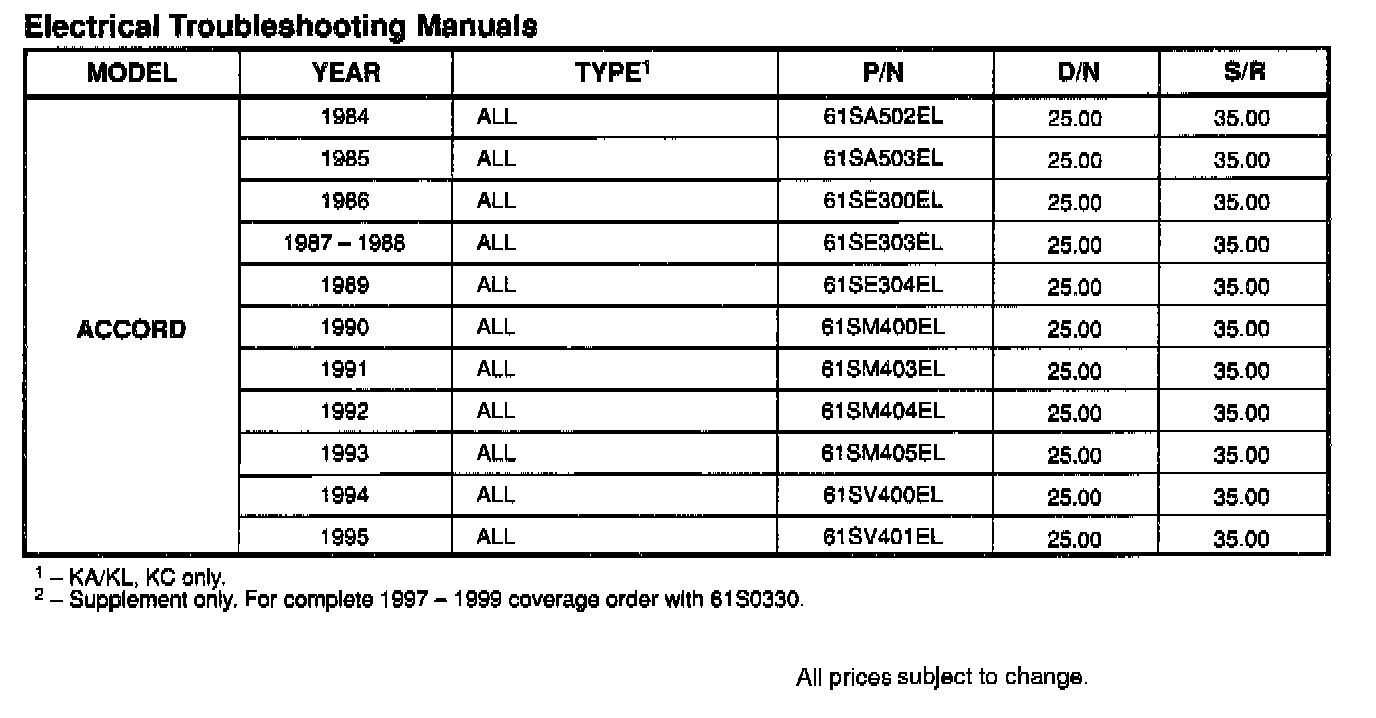 Electrical Troubleshooting Manuals
MODEL YEAR TYPE¹ P/N D/N S/R
1984 ALL 61SA502EL 25.00 35.00
1985 ALL 61SA503EL 25.00 35.00
1986 ALL 61SE300EL 25.00 35.00
1987 – 1988 ALL 61SE303EL 25.00 35.00
1989 ALL 61SE304EL 25.00 35.00
ACCORD 1990 ALL 61SM400EL 25.00 35.00
1991 ALL 61SM403EL 25.00 35.00
1992 ALL 61SM404EL 25.00 35.00
1993 ALL 61SM405EL 25.00 35.00
1994 ALL 61SV400EL 25.00 35.00
1995 ALL 61SV401EL 25.00 35.00
¹ – KA/KL, KC only.
² – Supplement only. For complete 1997 – 1999 coverage order with 61S0330.
All prices subject to change.